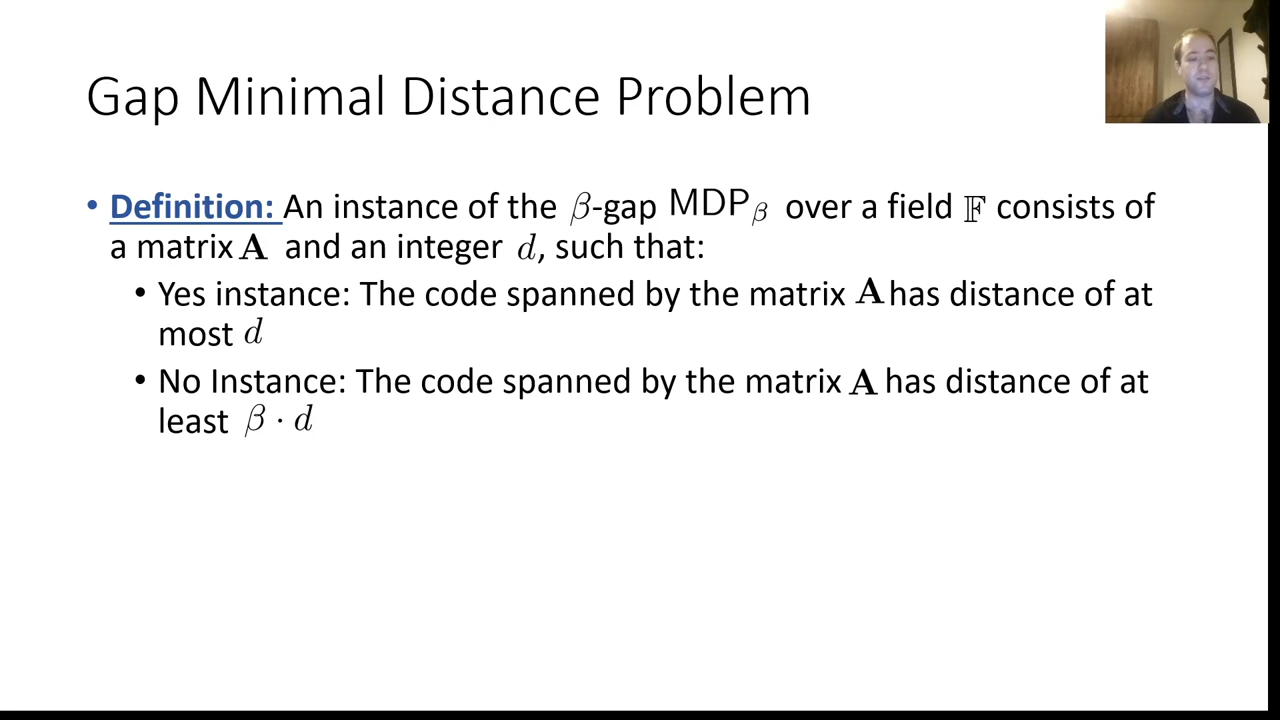 Gap Minimal Distance Problem
• Definition: An instance of the β-gap MDP_β over a field 𝔽 consists of
a matrix A and an integer d, such that:
• Yes instance: The code spanned by the matrix A has distance of at
most d
• No Instance: The code spanned by the matrix A has distance of at
least β · d